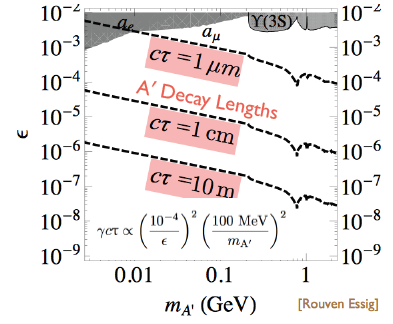 10⁻² a_e a_μ Υ(3S) 10⁻²
10⁻³ 10⁻³
cτ = 1 μm
10⁻⁴ 10⁻⁴
A′ Decay Lengths
10⁻⁵ 10⁻⁵
ϵ cτ = 1 cm
10⁻⁶ 10⁻⁶
10⁻⁷ cτ = 10 m 10⁻⁷
10⁻⁸ γcτ ∝ (10⁻⁴/ϵ)² (100 MeV/m_A′)² 10⁻⁸
10⁻⁹ 10⁻⁹
0.01 0.1 1
m_A′ (GeV) [Rouven Essig]